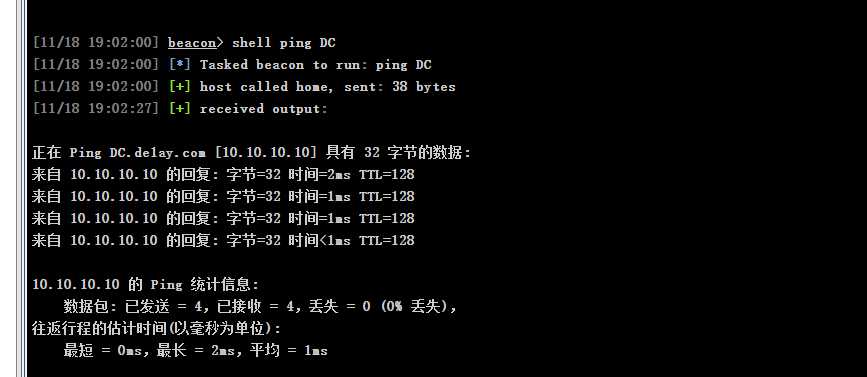 [11/18 19:02:00] beacon> shell ping DC
[11/18 19:02:00] [*] Tasked beacon to run: ping DC
[11/18 19:02:00] [+] host called home, sent: 38 bytes
[11/18 19:02:27] [+] received output:
正在 Ping DC.delay.com [10.10.10.10] 具有 32 字节的数据:
来自 10.10.10.10 的回复: 字节=32 时间=2ms TTL=128
来自 10.10.10.10 的回复: 字节=32 时间=1ms TTL=128
来自 10.10.10.10 的回复: 字节=32 时间=1ms TTL=128
来自 10.10.10.10 的回复: 字节=32 时间<1ms TTL=128
10.10.10.10 的 Ping 统计信息:
数据包: 已发送 = 4，已接收 = 4，丢失 = 0 (0% 丢失)，
往返行程的估计时间(以毫秒为单位):
最短 = 0ms，最长 = 2ms，平均 = 1ms